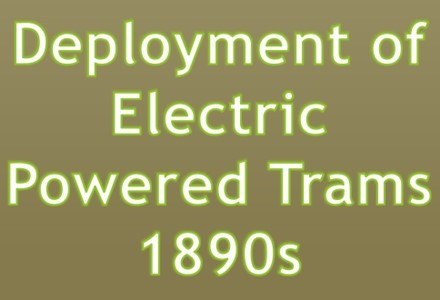 Deployment of
Electric
Powered Trams
1890s